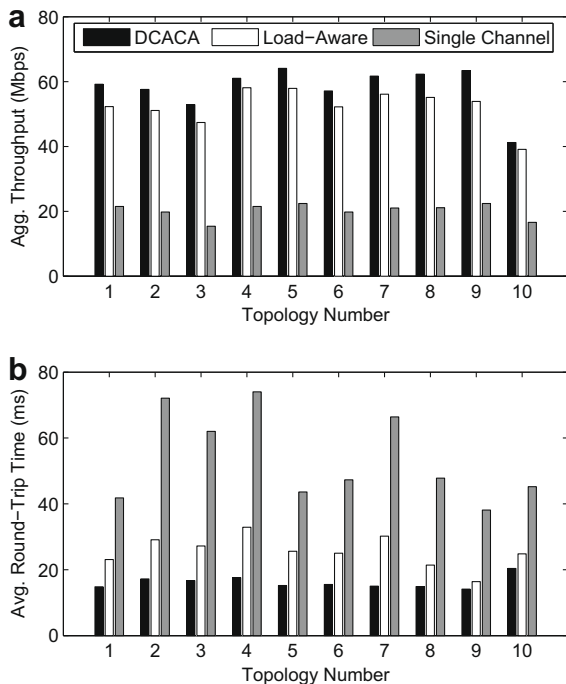 a
DCACA Load-Aware Single Channel
80
60
40
20
0
Agg. Throughput (Mbps)
1 2 3 4 5 6 7 8 9 10
Topology Number
b
80
60
40
20
0
Avg. Round-Trip Time (ms)
1 2 3 4 5 6 7 8 9 10
Topology Number